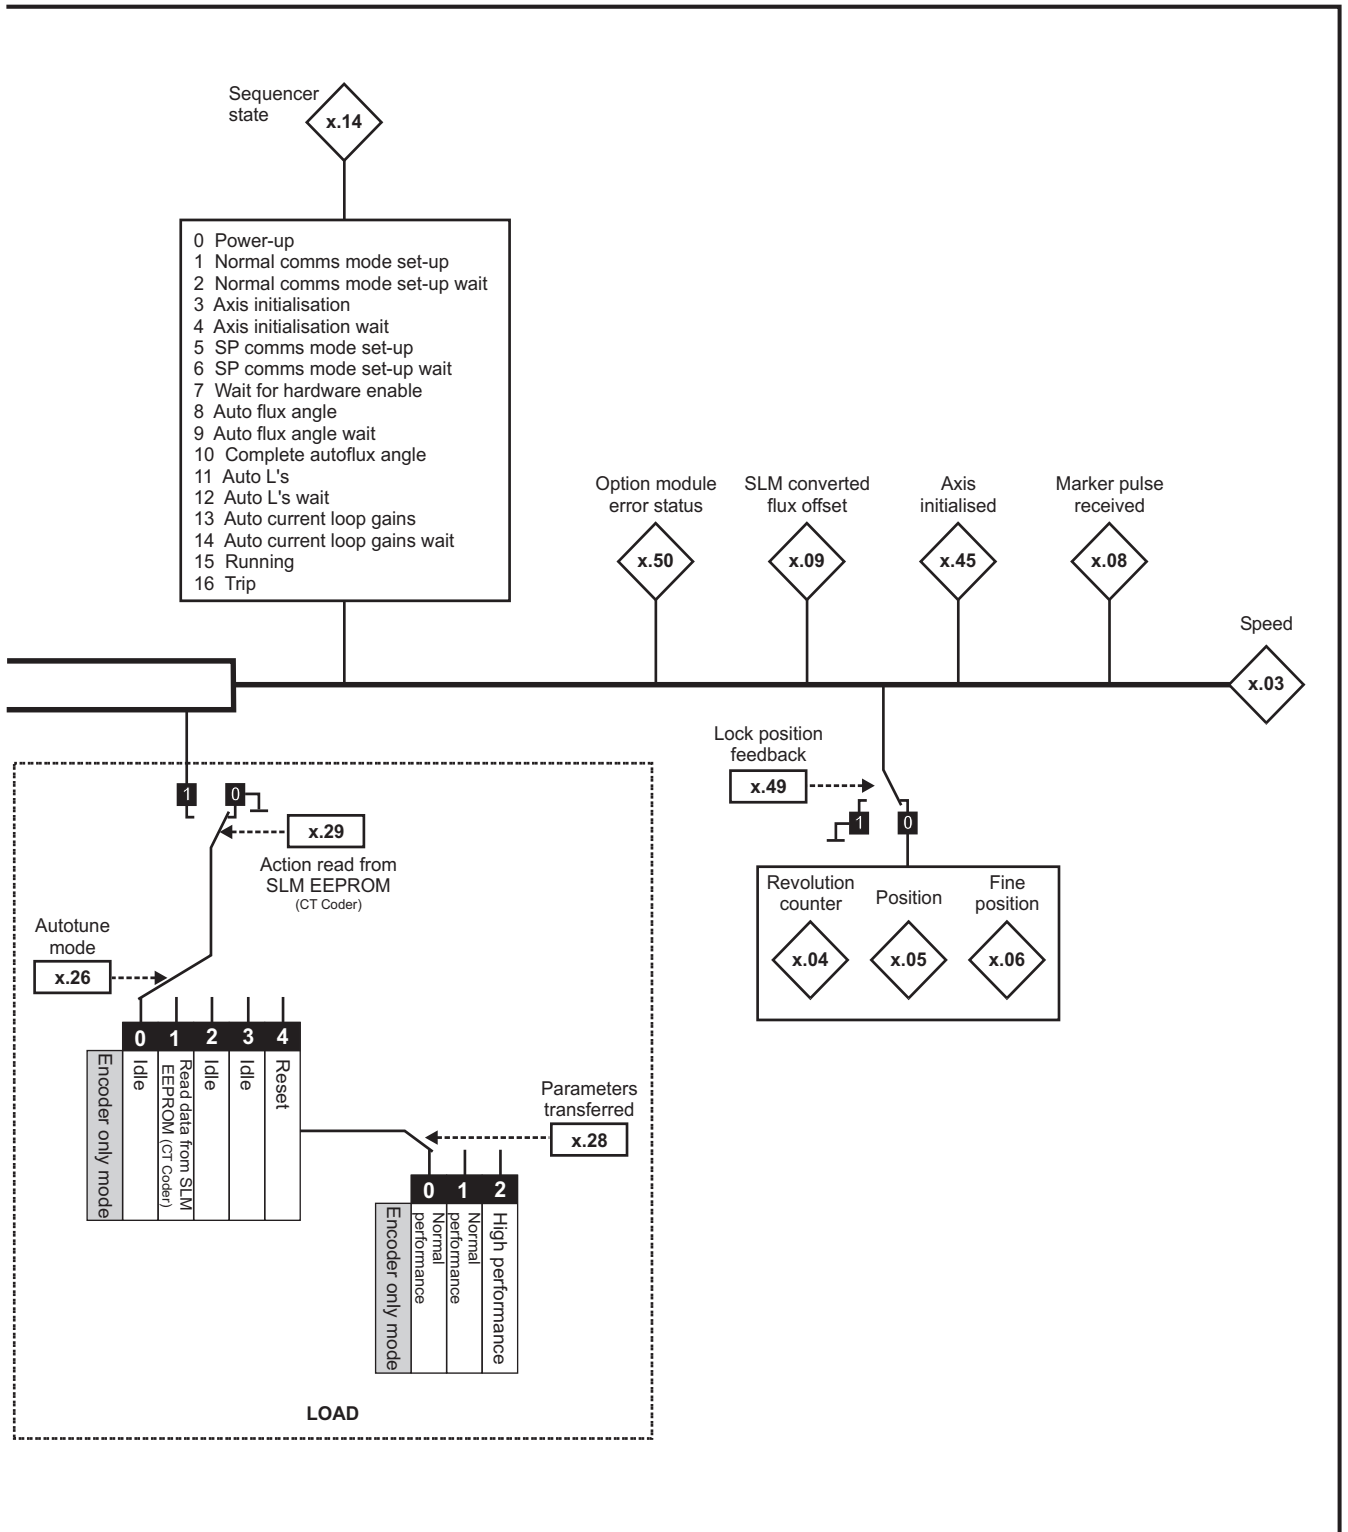 Sequencer
state
x.14
0 Power-up
1 Normal comms mode set-up
2 Normal comms mode set-up wait
3 Axis initialisation
4 Axis initialisation wait
5 SP comms mode set-up
6 SP comms mode set-up wait
7 Wait for hardware enable
8 Auto flux angle
9 Auto flux angle wait
10 Complete autoflux angle
11 Auto L's
12 Auto L's wait
13 Auto current loop gains
14 Auto current loop gains wait
15 Running
16 Trip
Option module
error status
x.50
SLM converted
flux offset
x.09
Axis
initialised
x.45
Marker pulse
received
x.08
Speed
x.03
Lock position
feedback
x.49
1 0
Revolution
counter
x.04
Position
x.05
Fine
position
x.06
1 0
x.29
Action read from
SLM EEPROM
(CT Coder)
Autotune
mode
x.26
0 1 2 3 4
Encoder only mode
Idle
Read data from SLM
EEPROM (CT Coder)
Idle
Idle
Reset
Parameters
transferred
x.28
0 1 2
Encoder only mode
Normal
performance
Normal
performance
High performance
LOAD